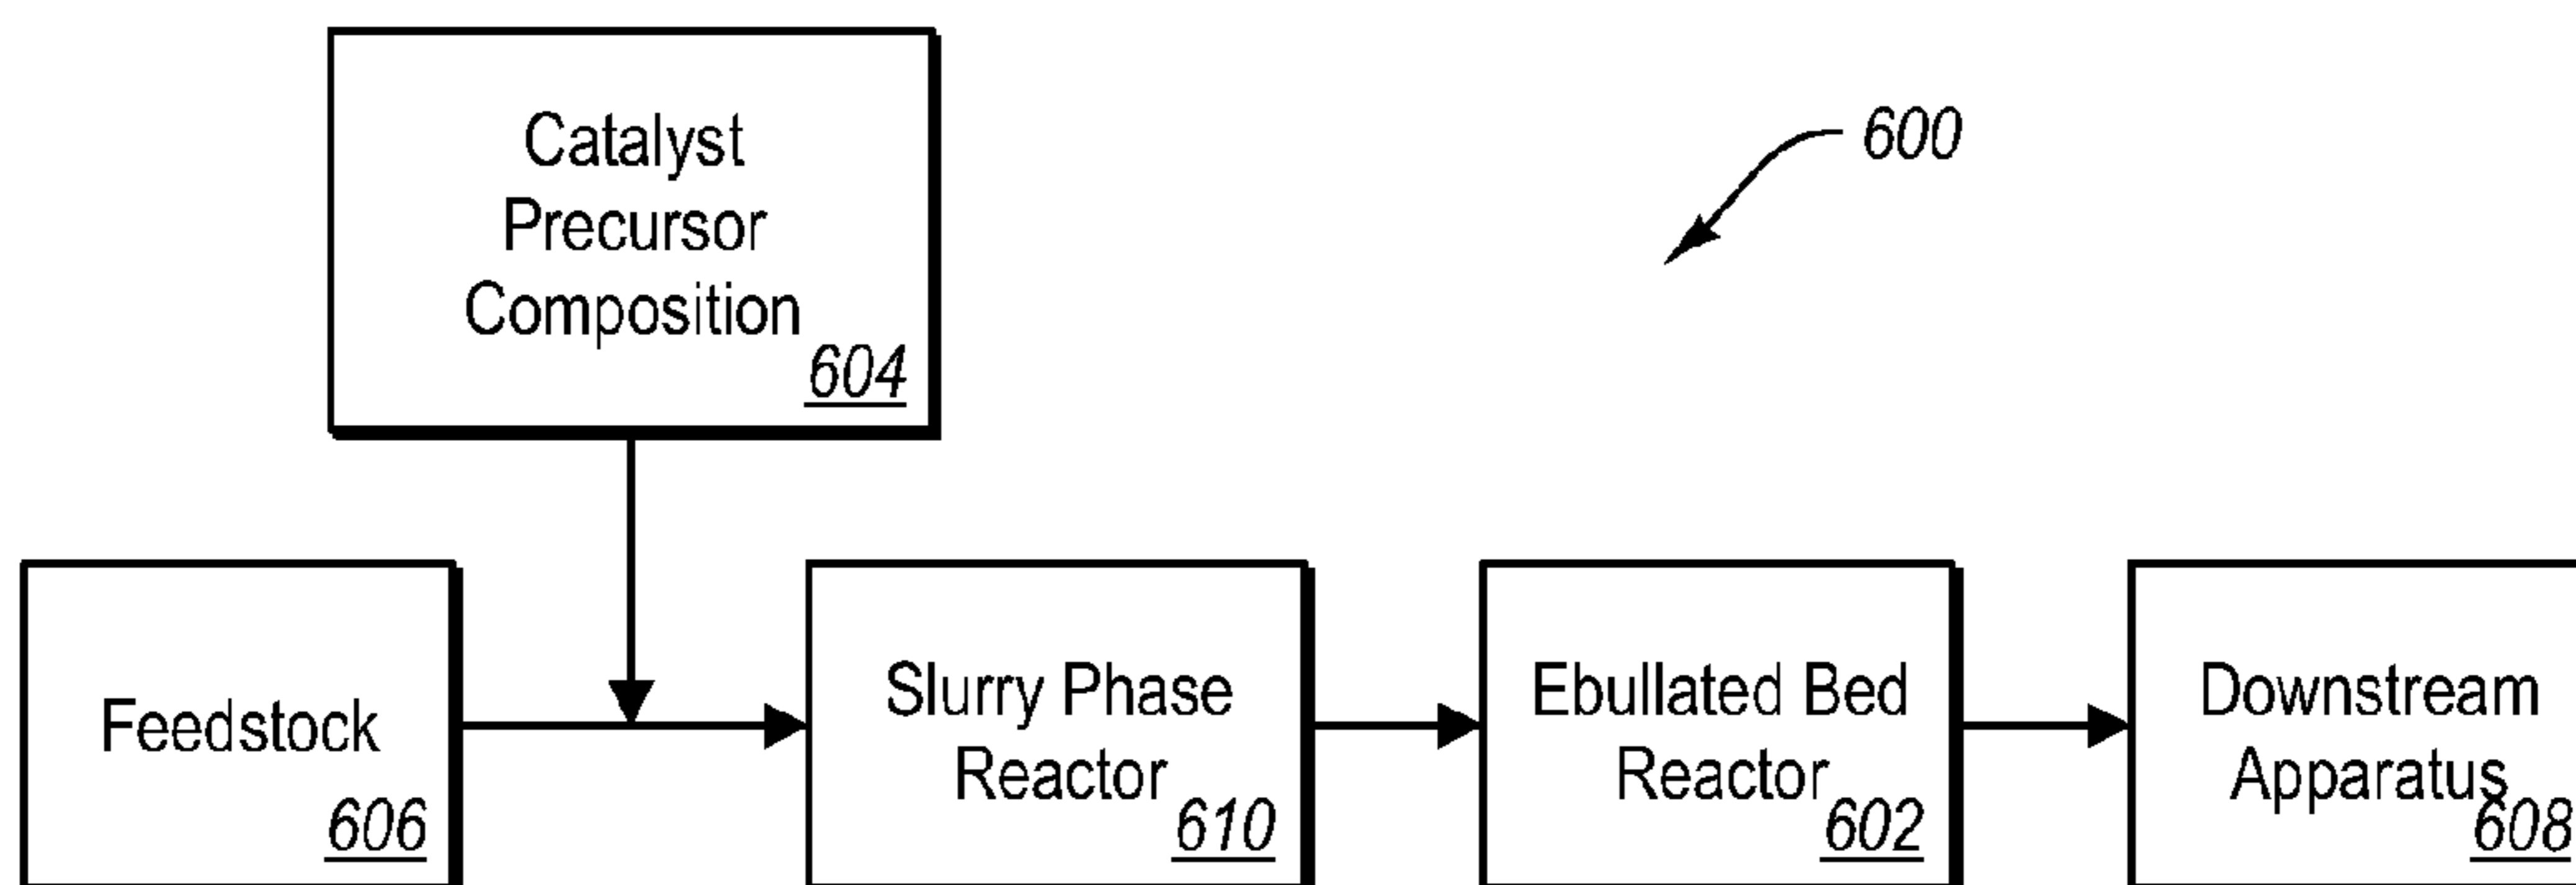 Catalyst
Precursor
Composition
604
600
Feedstock
606
Slurry Phase
Reactor
610
Ebullated Bed
Reactor
602
Downstream
Apparatus
608